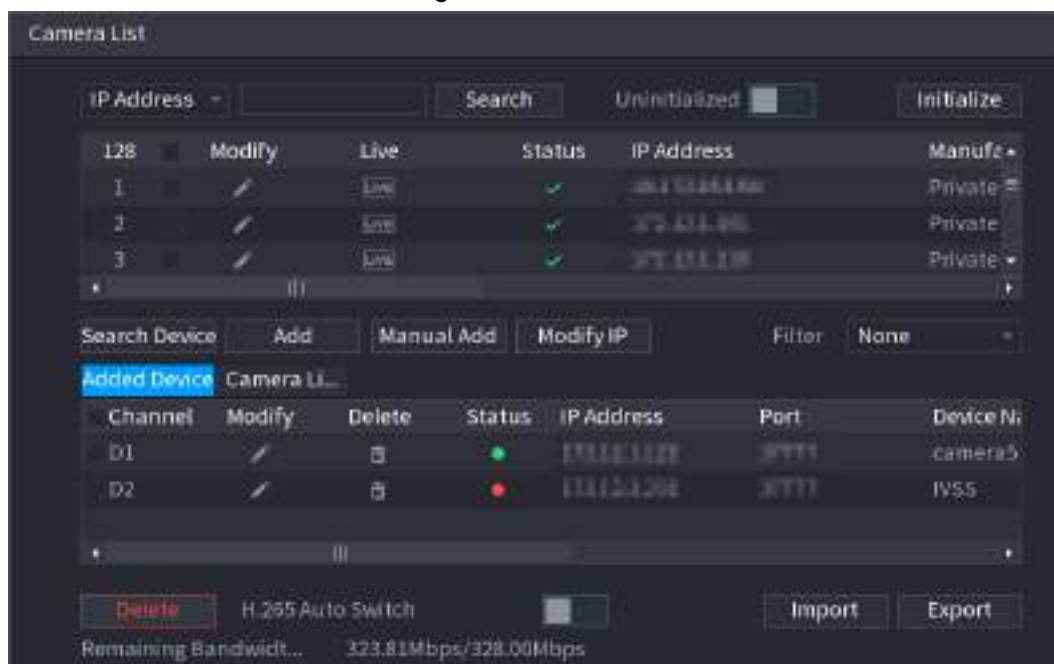 Camera List
IP Address Search Uninitialized Initialize
128 Modify Live Status IP Address Manufa
1 Live Private
2 Live Private
3 Live Private
Search Device Add Manual Add Modify IP Filter None
Added Device Camera Li...
Channel Modify Delete Status IP Address Port Device Na
D1 camera5
D2 IVSS
Delete H.265 Auto Switch Import Export
Remaining Bandwidt... 323.81Mbps/328.00Mbps